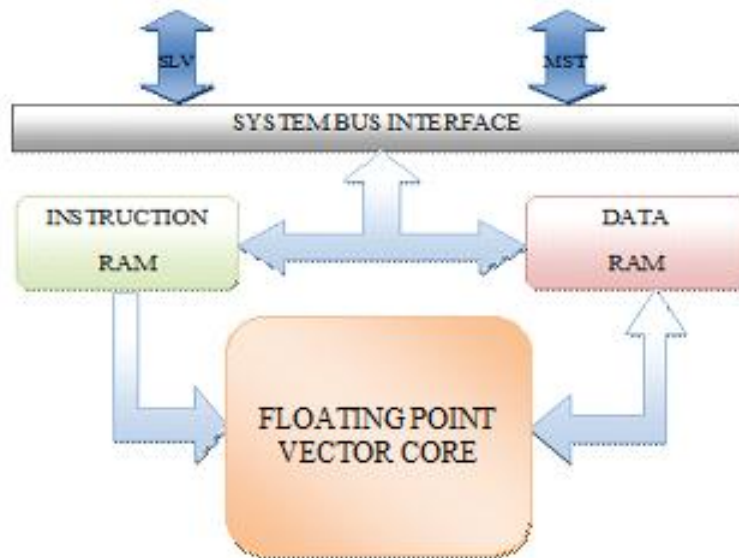 SLV
MST
SYSTEM BUS INTERFACE
INSTRUCTION
RAM
DATA
RAM
FLOATING POINT
VECTOR CORE